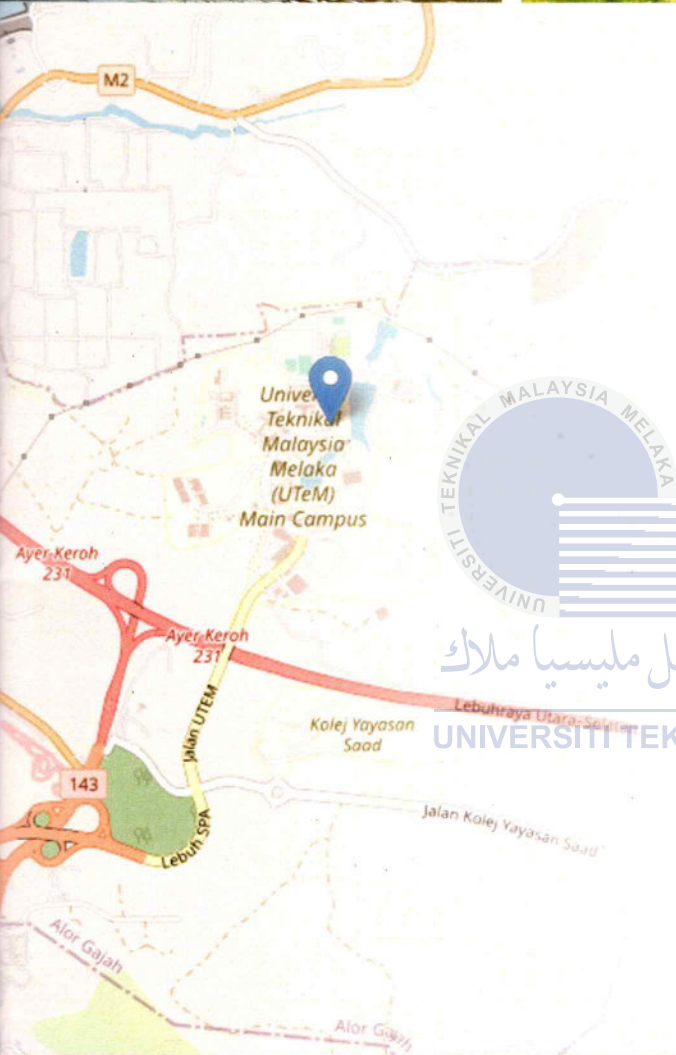 M2
Teknikal
Malaysia
Melaka
(UTeM)
Main Campus
UNIVERSITI TEKNIKAL MALAYSIA MELAKA
Ayer Keroh
231
Ayer Keroh
231
ل مليسيا ملاك
Lebuhraya Utara-Selatan
Jalan UTEM
Kolej Yayasan
Saad
UNIVERSITI TEK
143
Jalan Kolej Yayasan Saad
Lebuh SPA
Alor Gajah
Alor Gajah